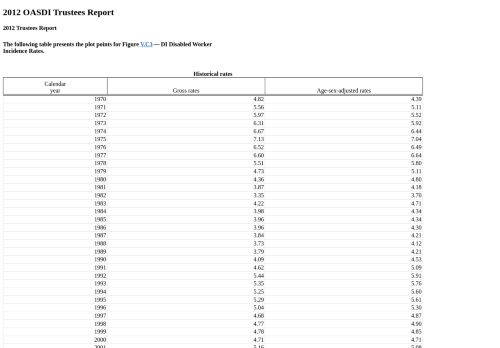 2012 OASDI Trustees Report
2012 Trustees Report
The following table presents the plot points for Figure V.C3 — DI Disabled Worker
Incidence Rates.
Historical rates
Calendar
year Gross rates Age-sex-adjusted rates
1970 4.82 4.39
1971 5.56 5.11
1972 5.97 5.52
1973 6.31 5.92
1974 6.67 6.44
1975 7.13 7.04
1976 6.52 6.49
1977 6.60 6.64
1978 5.51 5.80
1979 4.73 5.11
1980 4.36 4.80
1981 3.87 4.18
1982 3.35 3.70
1983 4.22 4.71
1984 3.98 4.34
1985 3.96 4.34
1986 3.96 4.30
1987 3.84 4.21
1988 3.73 4.12
1989 3.79 4.21
1990 4.09 4.53
1991 4.62 5.09
1992 5.44 5.91
1993 5.35 5.76
1994 5.25 5.60
1995 5.29 5.61
1996 5.04 5.30
1997 4.68 4.87
1998 4.77 4.90
1999 4.78 4.85
2000 4.71 4.71
2001 5.16 5.08